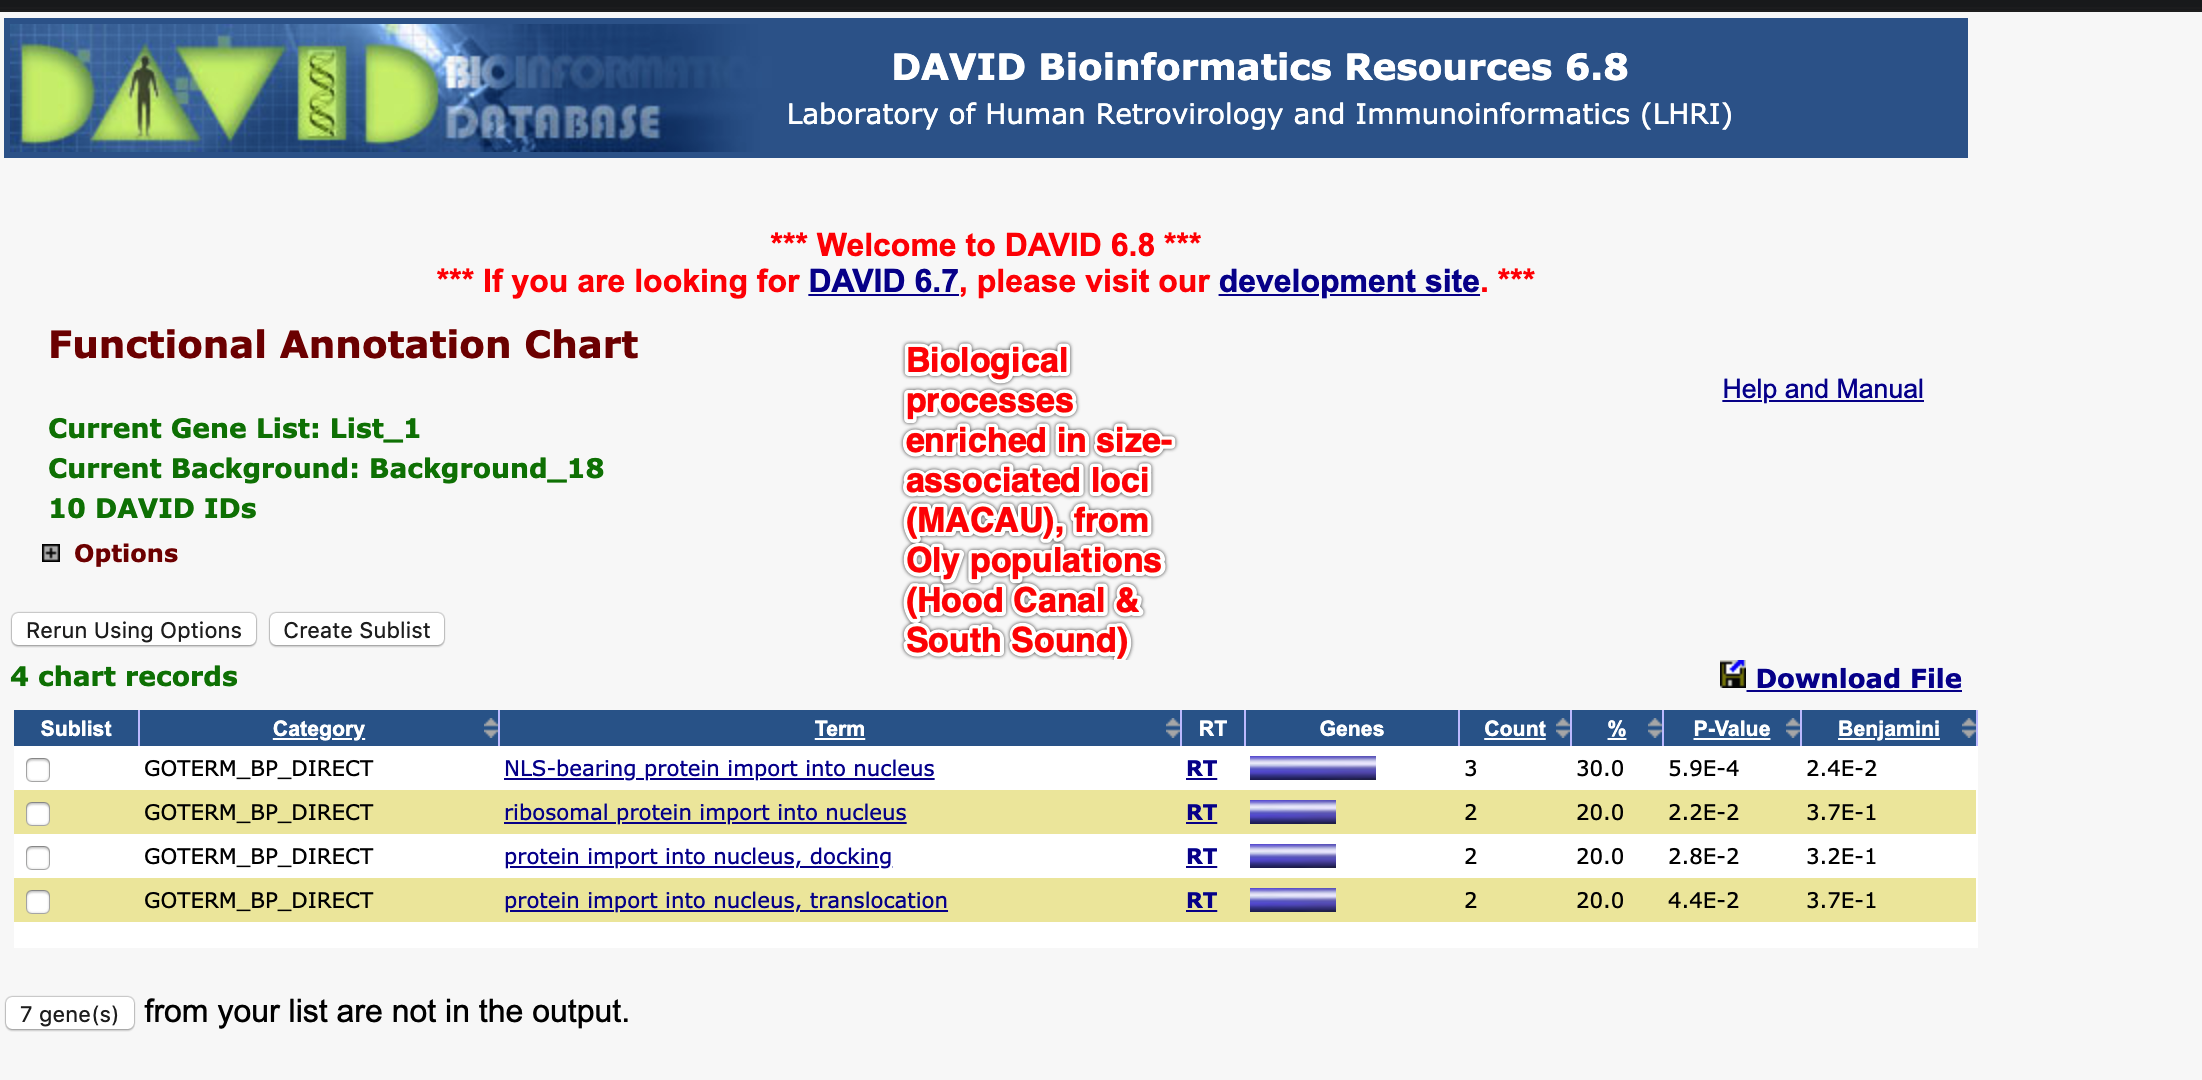 DAVID BIOINFORMATICS
DATABASE
DAVID Bioinformatics Resources 6.8
Laboratory of Human Retrovirology and Immunoinformatics (LHRI)
*** Welcome to DAVID 6.8 ***
*** If you are looking for DAVID 6.7, please visit our development site. ***
Functional Annotation Chart
Biological
processes
enriched in size-
associated loci
(MACAU), from
Oly populations
(Hood Canal &
South Sound)
Help and Manual
Current Gene List: List_1
Current Background: Background_18
10 DAVID IDs
Options
Rerun Using Options Create Sublist
4 chart records
Download File
Sublist Category Term RT Genes Count % P-Value Benjamini
GOTERM_BP_DIRECT NLS-bearing protein import into nucleus RT 3 30.0 5.9E-4 2.4E-2
GOTERM_BP_DIRECT ribosomal protein import into nucleus RT 2 20.0 2.2E-2 3.7E-1
GOTERM_BP_DIRECT protein import into nucleus, docking RT 2 20.0 2.8E-2 3.2E-1
GOTERM_BP_DIRECT protein import into nucleus, translocation RT 2 20.0 4.4E-2 3.7E-1
7 gene(s) from your list are not in the output.